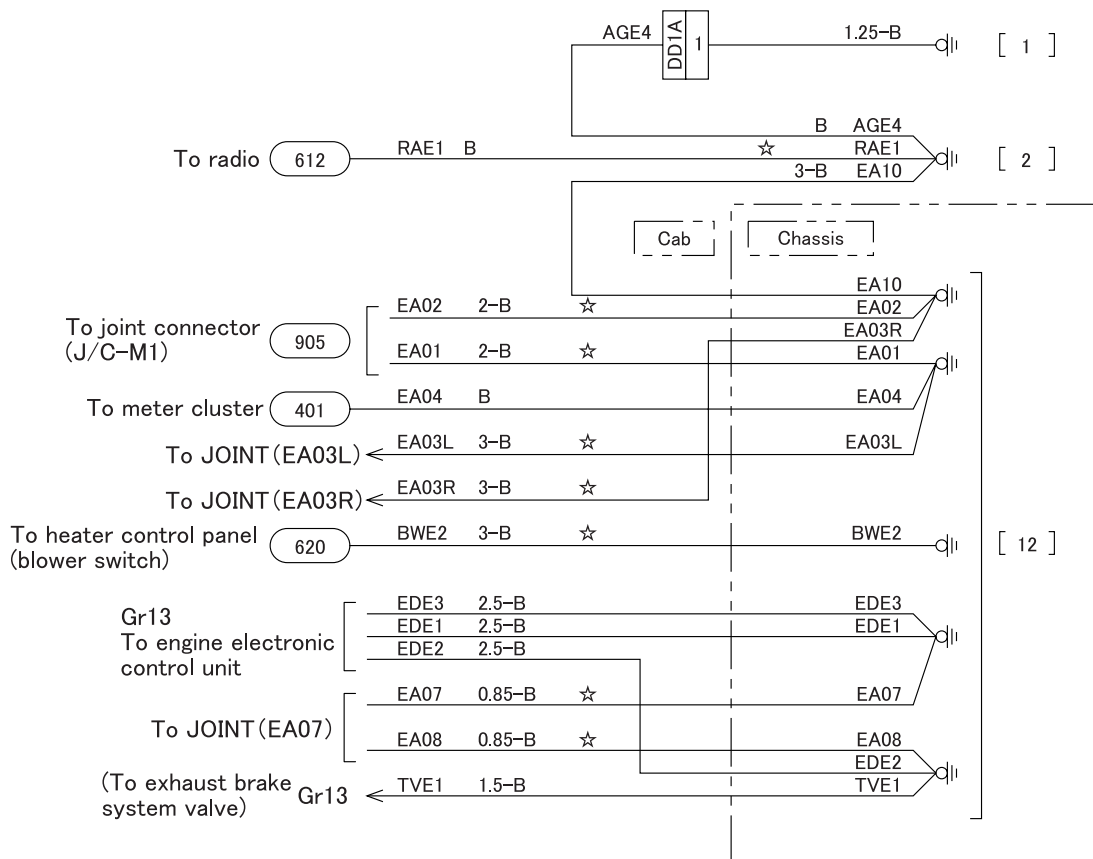 AGE4 DD1A 1 1.25-B [ 1 ]
B AGE4
To radio 612 RAE1 B ☆ RAE1 [ 2 ]
3-B EA10
Cab Chassis
EA10
EA02 2-B ☆ EA02
To joint connector
(J/C-M1)
905
EA03R
EA01 2-B ☆ EA01
To meter cluster 401 EA04 B EA04
To JOINT(EA03L) EA03L 3-B ☆ EA03L
To JOINT(EA03R) EA03R 3-B ☆
To heater control panel
(blower switch)
620 BWE2 3-B ☆ BWE2 [ 12 ]
Gr13
To engine electronic
control unit
EDE3 2.5-B EDE3
EDE1 2.5-B EDE1
EDE2 2.5-B
To JOINT(EA07)
EA07 0.85-B ☆ EA07
EA08 0.85-B ☆ EA08
EDE2
(To exhaust brake
system valve)
Gr13 TVE1 1.5-B TVE1